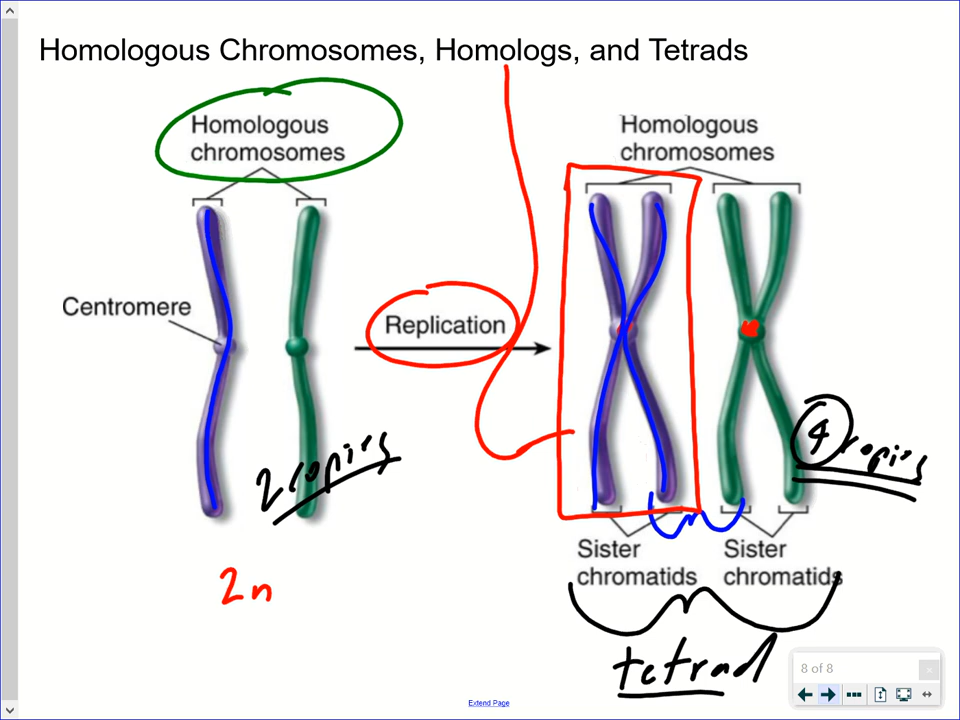 Homologous Chromosomes, Homologs, and Tetrads
Homologous
chromosomes
Homologous
chromosomes
Centromere
Replication
2 copies
4 copies
Sister
chromatids
Sister
chromatids
2n
tetrad
8 of 8
Extend Page